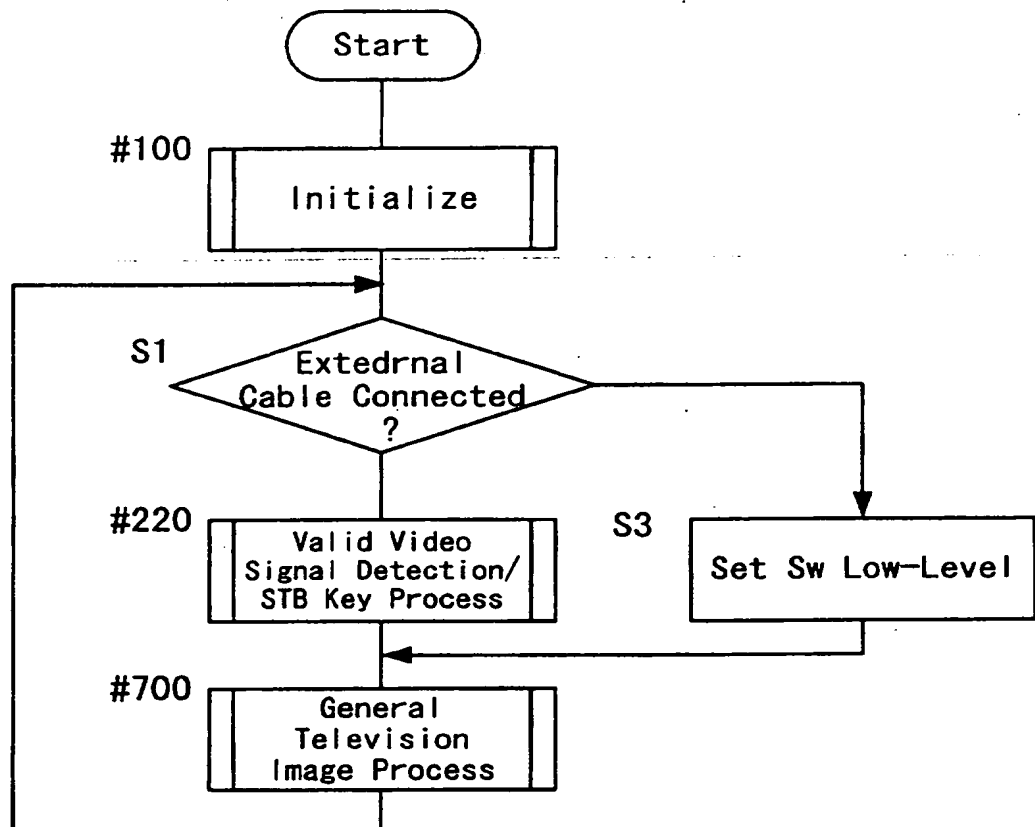 Start
#100
Initialize
S1
Extedrnal
Cable Connected
?
#220
Valid Video
Signal Detection/
STB Key Process
S3
Set Sw Low-Level
#700
General
Television
Image Process